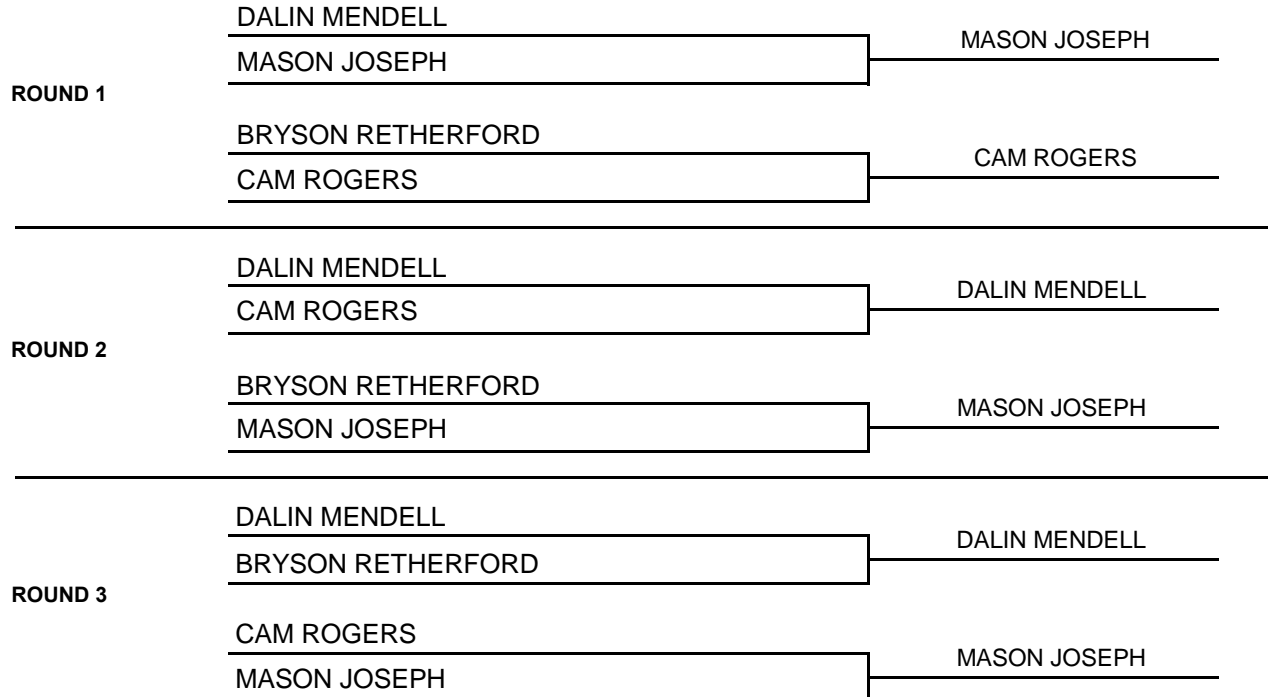 DALIN MENDELL
MASON JOSEPH
MASON JOSEPH
ROUND 1
BRYSON RETHERFORD
CAM ROGERS
CAM ROGERS
DALIN MENDELL
DALIN MENDELL
CAM ROGERS
ROUND 2
BRYSON RETHERFORD
MASON JOSEPH
MASON JOSEPH
DALIN MENDELL
DALIN MENDELL
BRYSON RETHERFORD
ROUND 3
CAM ROGERS
MASON JOSEPH
MASON JOSEPH